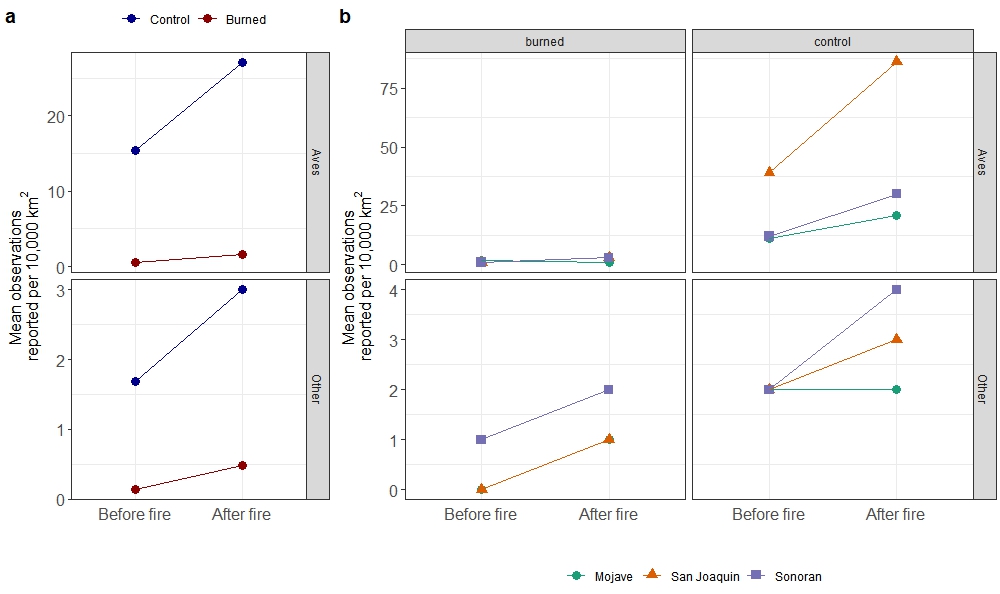 a
Control Burned
Mean observations
reported per 10,000 km2
20
10
0
Aves
3
2
1
0
Other
Before fire After fire
b
burned control
Mean observations
reported per 10,000 km2
75
50
25
0
Aves
4
3
2
1
0
Other
Before fire After fire Before fire After fire
Mojave San Joaquin Sonoran